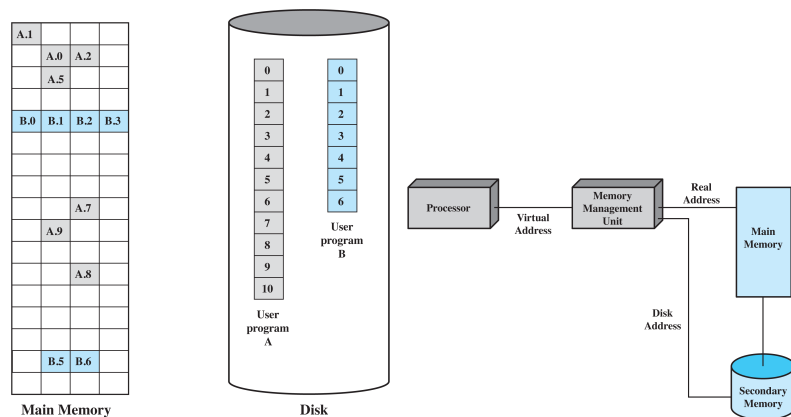 A.1
A.0 A.2
A.5
B.0 B.1 B.2 B.3
A.7
A.9
A.8
B.5 B.6
Main Memory
0
1
2
3
4
5
6
7
8
9
10
User
program
A
0
1
2
3
4
5
6
User
program
B
Disk
Processor
Virtual
Address
Memory
Management
Unit
Real
Address
Main
Memory
Disk
Address
Secondary
Memory